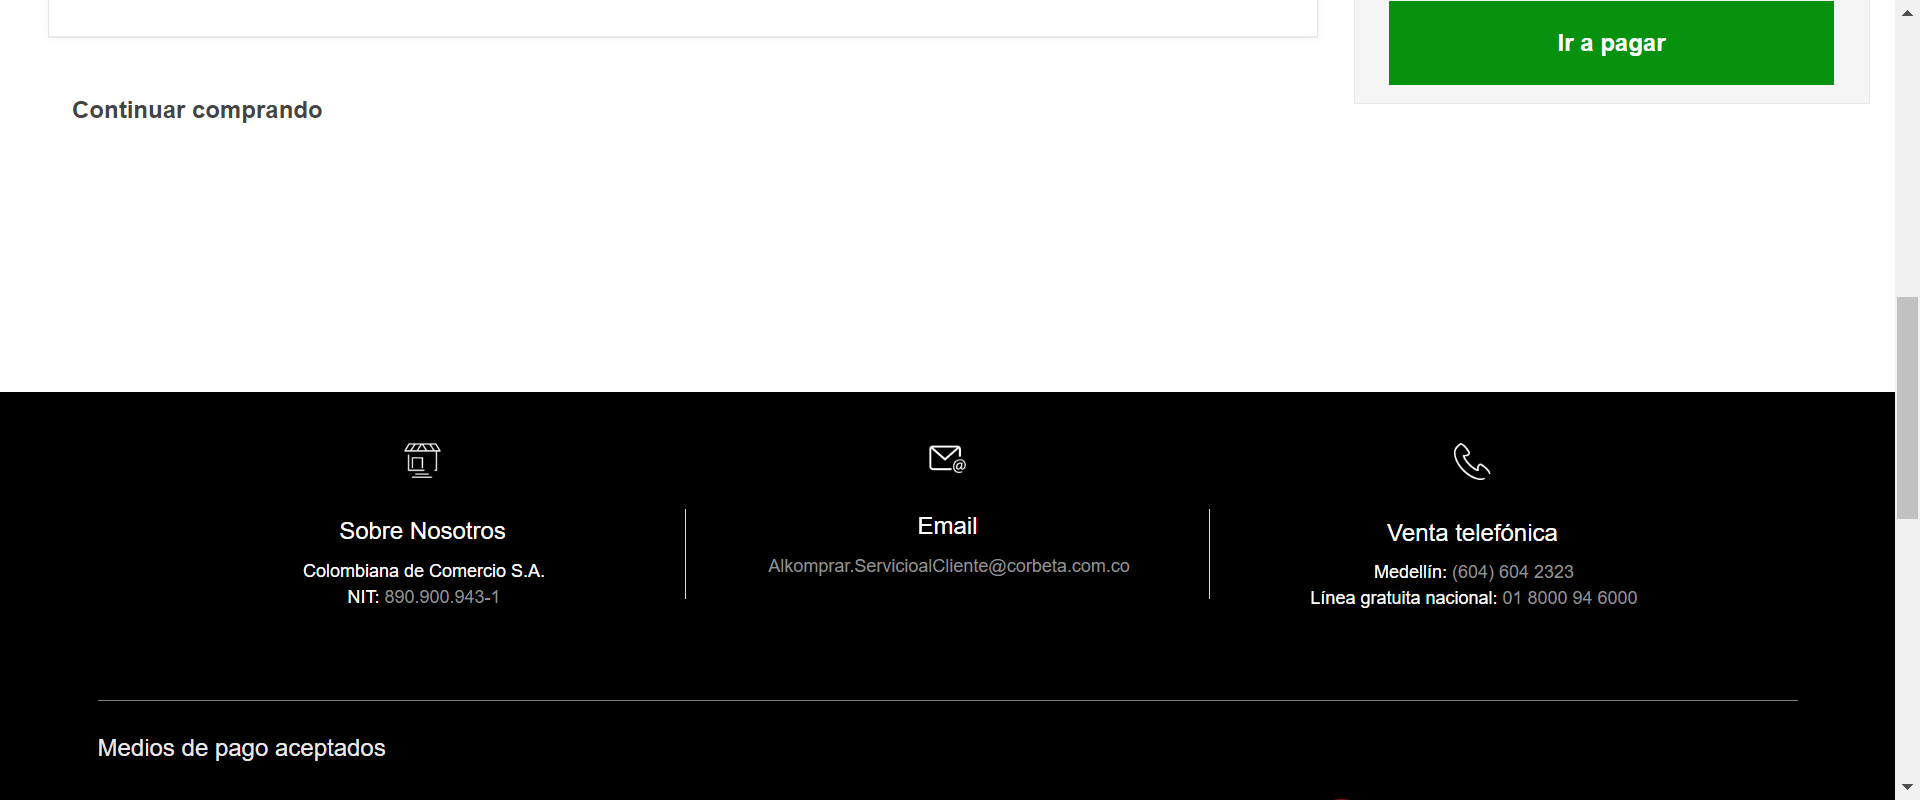 Ir a pagar
Continuar comprando
Sobre Nosotros
Colombiana de Comercio S.A.
NIT: 890.900.943-1
Email
Alkomprar.ServicioalCliente@corbeta.com.co
Venta telefónica
Medellín: (604) 604 2323
Línea gratuita nacional: 01 8000 94 6000
Medios de pago aceptados